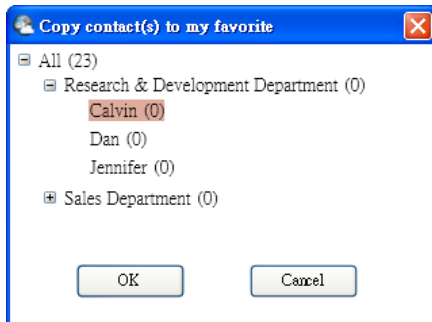 Copy contact(s) to my favorite
All (23)
Research & Development Department (0)
Calvin (0)
Dan (0)
Jennifer (0)
Sales Department (0)
OK Cancel